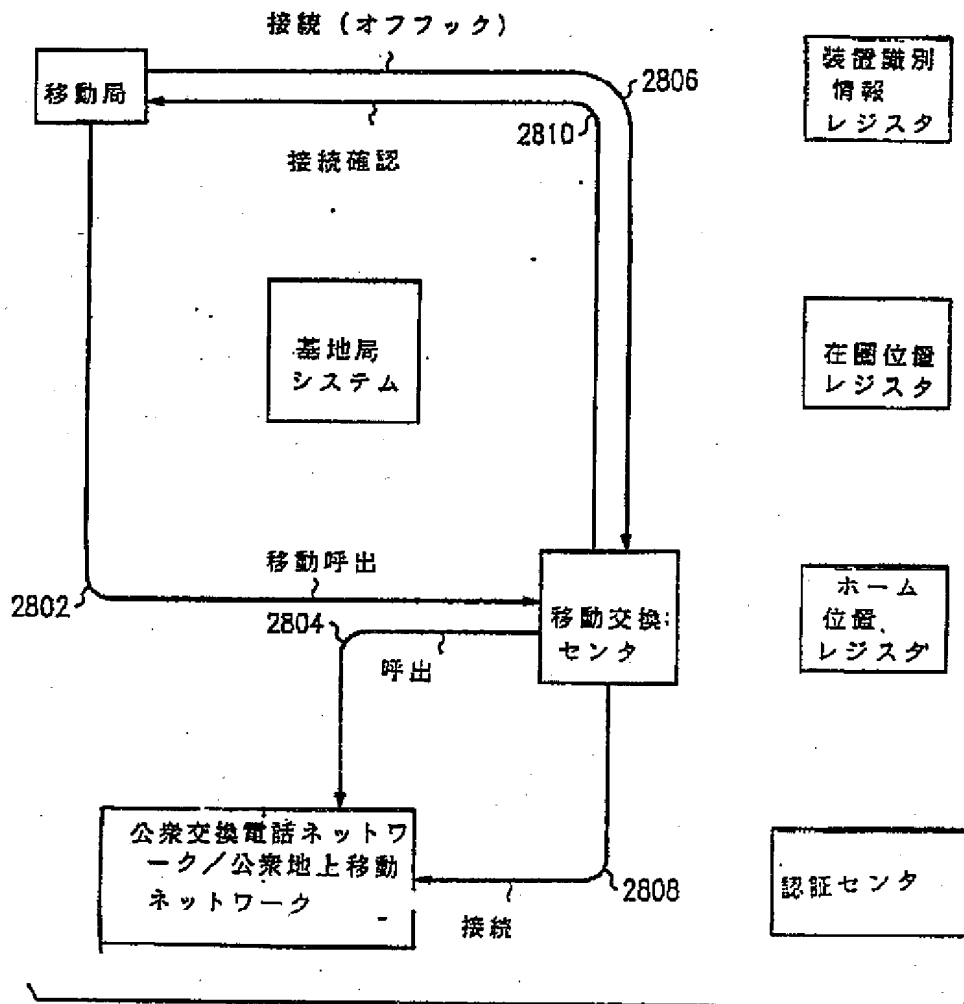 接続（オフフック）
移動局
2806
装置識別
情報
レジスタ
2810
接続確認
基地局
システム
在圏位置
レジスタ
移動呼出
2802
2804
呼出
移動交換
センタ
ホーム
位置
レジスタ
公衆交換電話ネットワ
ーク／公衆地上移動
ネットワーク
2808
接続
認証センタ